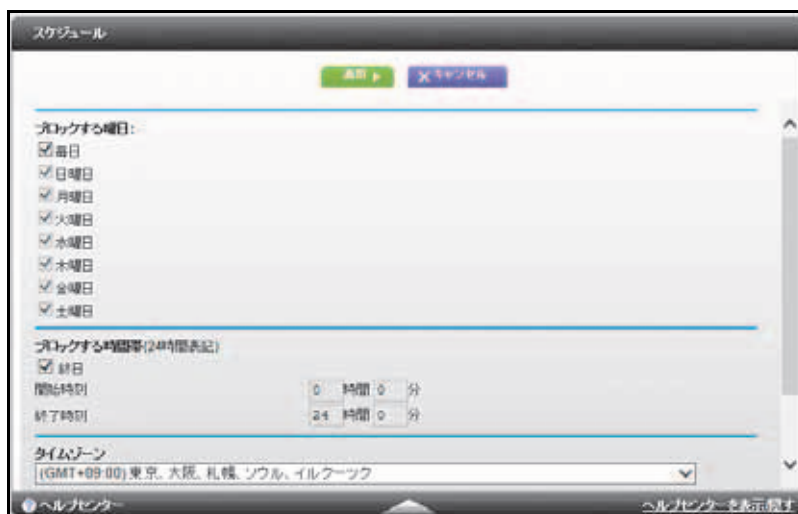 スケジュール
適用
キャンセル
ブロックする曜日:
毎日
日曜日
月曜日
火曜日
水曜日
木曜日
金曜日
土曜日
ブロックする時間帯(24時間表記)
終日
開始時刻 0 時間 0 分
終了時刻 24 時間 0 分
タイムゾーン
(GMT+09:00)東京、大阪、札幌、ソウル、イルクーツク
ヘルプセンター
ヘルプセンターを表示/隠す